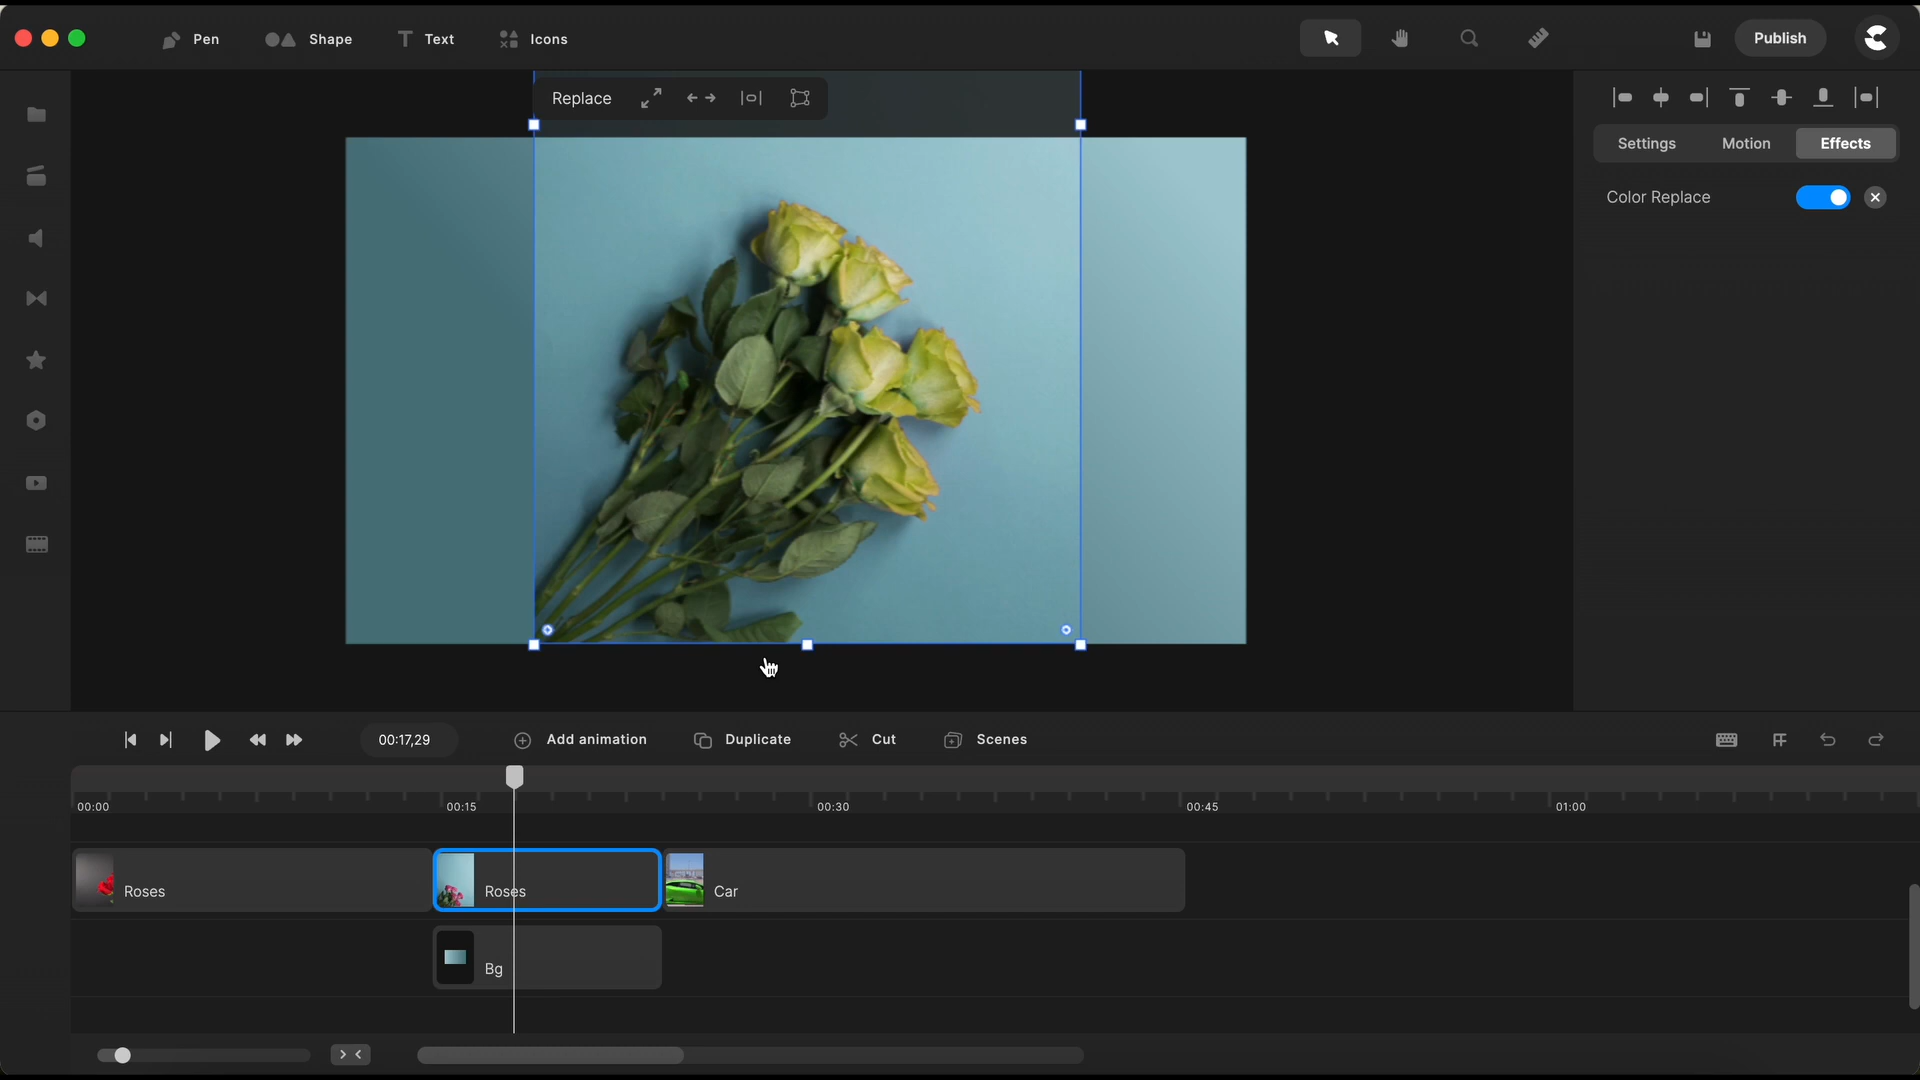 Pen Shape Text Icons Publish
Replace
Settings Motion Effects
Color Replace
00:17,29 Add animation Duplicate Cut Scenes
00:00 00:15 00:30 00:45 01:00
Roses Roses Car
Bg